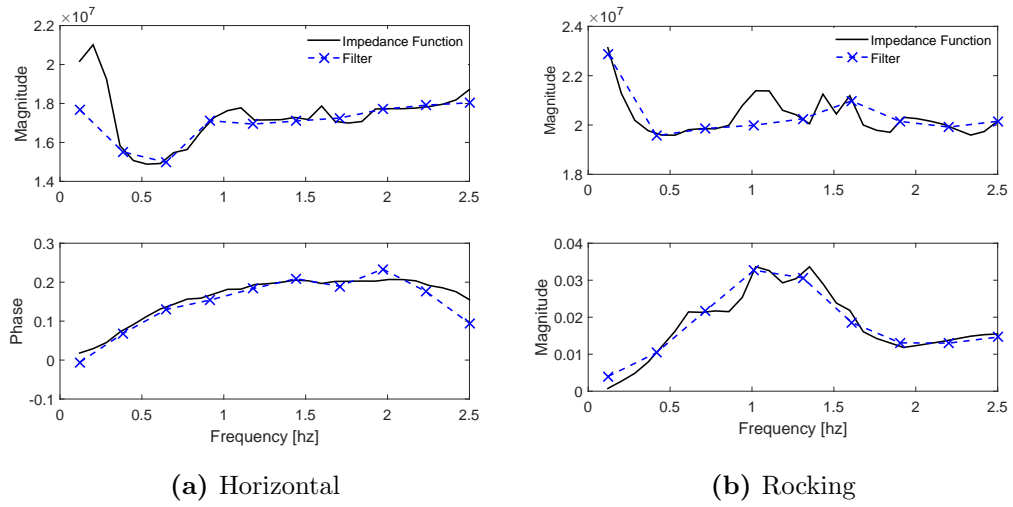 ×10⁷
2.2
2
1.8
1.6
1.4
Magnitude
Impedance Function
Filter
0 0.5 1 1.5 2 2.5
0.3
0.2
0.1
0
-0.1
Phase
0 0.5 1 1.5 2 2.5
Frequency [hz]
(a) Horizontal
×10⁷
2.4
2.2
2
1.8
Magnitude
Impedance Function
Filter
0 0.5 1 1.5 2 2.5
0.04
0.03
0.02
0.01
0
Magnitude
0 0.5 1 1.5 2 2.5
Frequency [hz]
(b) Rocking